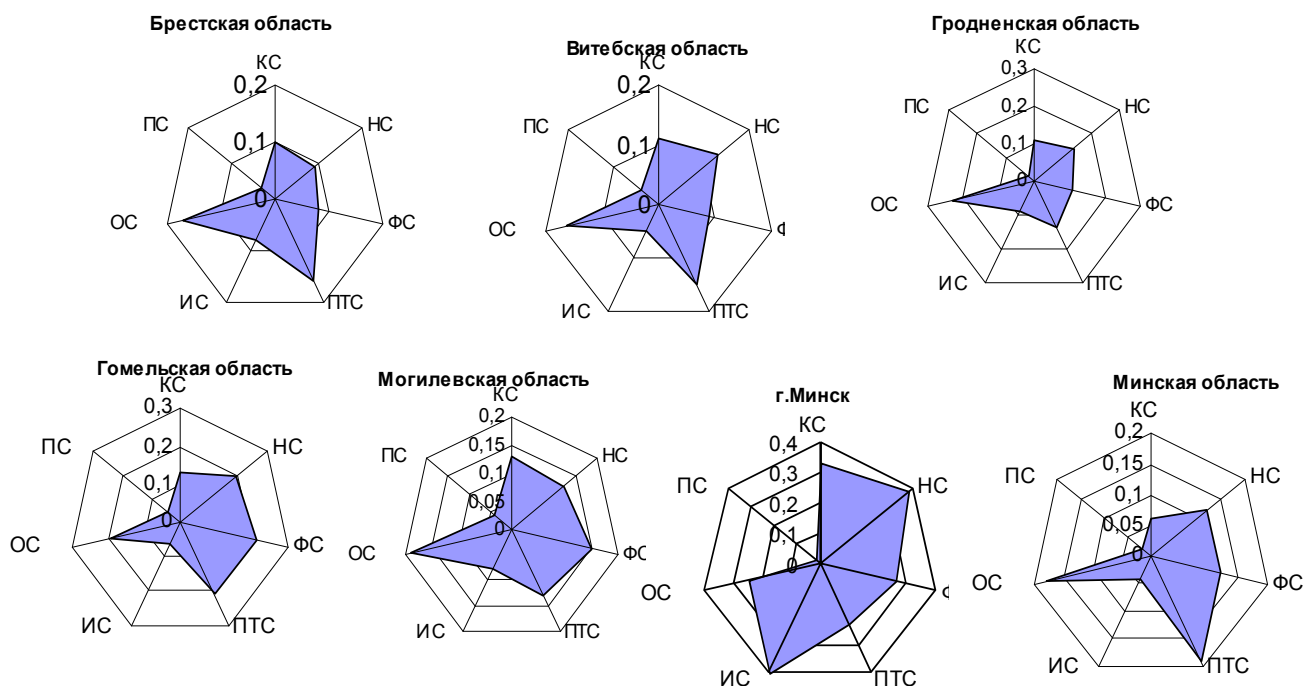 Брестская область
КС
0,2
0,1
0
НС
ФС
ПТС
ИС
ОС
ПС
Витебская область
КС
0,2
0,1
0
НС
ПТС
ИС
ОС
ПС
Гродненская область
КС
0,3
0,2
0,1
0
НС
ФС
ПТС
ИС
ОС
ПС
Гомельская область
КС
0,3
0,2
0,1
0
НС
ФС
ПТС
ИС
ОС
ПС
Могилевская область
КС
0,2
0,15
0,1
0,05
0
НС
ФС
ПТС
ИС
ОС
ПС
г.Минск
КС
0,4
0,3
0,2
0,1
0
НС
ПТС
ИС
ОС
ПС
Минская область
КС
0,2
0,15
0,1
0,05
0
НС
ФС
ПТС
ИС
ОС
ПС